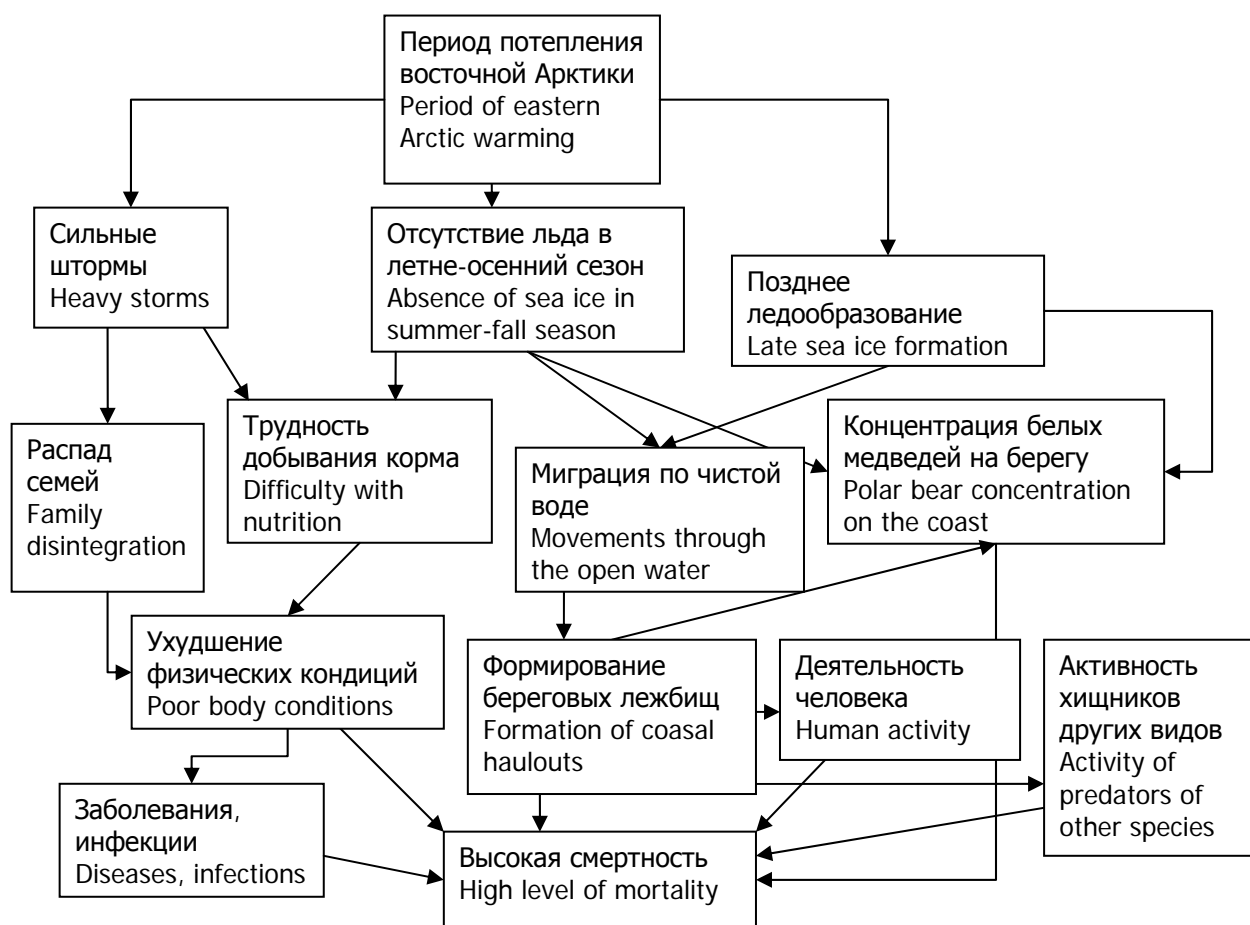 Период потепления
восточной Арктики
Period of eastern
Arctic warming
Сильные
штормы
Heavy storms
Отсутствие льда в
летне-осенний сезон
Absence of sea ice in
summer-fall season
Позднее
ледообразование
Late sea ice formation
Распад
семей
Family
disintegration
Трудность
добывания корма
Difficulty with
nutrition
Миграция по чистой
воде
Movements through
the open water
Концентрация белых
медведей на берегу
Polar bear concentration
on the coast
Ухудшение
физических кондиций
Poor body conditions
Формирование
береговых лежбищ
Formation of coasal
haulouts
Деятельность
человека
Human activity
Активность
хищников
других видов
Activity of
predators of
other species
Заболевания,
инфекции
Diseases, infections
Высокая смертность
High level of mortality